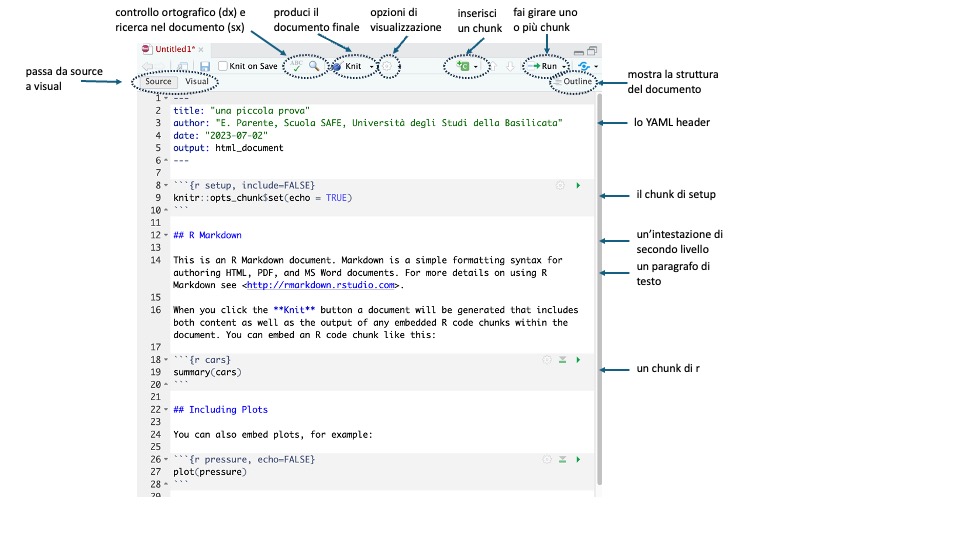 controllo ortografico (dx) e
ricerca nel documento (sx)
produci il
documento finale
opzioni di
visualizzazione
inserisci
un chunk
fai girare uno
o più chunk
Untitled1*
Knit on Save
ABC
Knit
Run
passa da source
a visual
Source
Visual
Outline
mostra la struttura
del documento
1 ---
2 title: "una piccola prova"
3 author: "E. Parente, Scuola SAFE, Università degli Studi della Basilicata"
lo YAML header
4 date: "2023-07-02"
5 output: html_document
6 ---
7
8 ```{r setup, include=FALSE}
9 knitr::opts_chunk$set(echo = TRUE)
il chunk di setup
10 ```
11
12 ## R Markdown
un'intestazione di
secondo livello
13
14 This is an R Markdown document. Markdown is a simple formatting syntax for
authoring HTML, PDF, and MS Word documents. For more details on using R
Markdown see <http://rmarkdown.rstudio.com>.
un paragrafo di
testo
15
16 When you click the **Knit** button a document will be generated that includes
both content as well as the output of any embedded R code chunks within the
document. You can embed an R code chunk like this:
17
18 ```{r cars}
19 summary(cars)
un chunk di r
20 ```
21
22 ## Including Plots
23
24 You can also embed plots, for example:
25
26 ```{r pressure, echo=FALSE}
27 plot(pressure)
28 ```
29